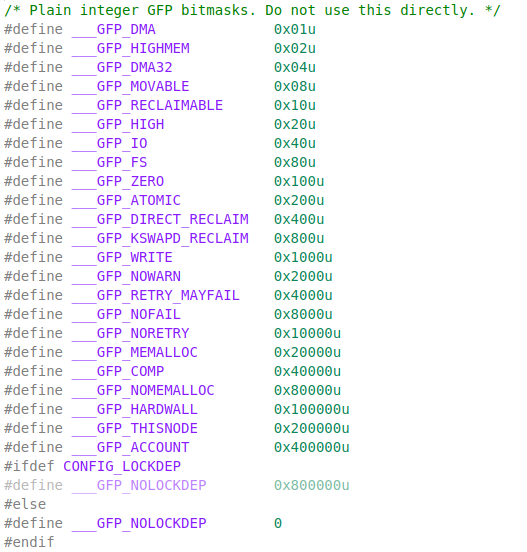 /* Plain integer GFP bitmasks. Do not use this directly. */
#define ___GFP_DMA 0x01u
#define ___GFP_HIGHMEM 0x02u
#define ___GFP_DMA32 0x04u
#define ___GFP_MOVABLE 0x08u
#define ___GFP_RECLAIMABLE 0x10u
#define ___GFP_HIGH 0x20u
#define ___GFP_IO 0x40u
#define ___GFP_FS 0x80u
#define ___GFP_ZERO 0x100u
#define ___GFP_ATOMIC 0x200u
#define ___GFP_DIRECT_RECLAIM 0x400u
#define ___GFP_KSWAPD_RECLAIM 0x800u
#define ___GFP_WRITE 0x1000u
#define ___GFP_NOWARN 0x2000u
#define ___GFP_RETRY_MAYFAIL 0x4000u
#define ___GFP_NOFAIL 0x8000u
#define ___GFP_NORETRY 0x10000u
#define ___GFP_MEMALLOC 0x20000u
#define ___GFP_COMP 0x40000u
#define ___GFP_NOMEMALLOC 0x80000u
#define ___GFP_HARDWALL 0x100000u
#define ___GFP_THISNODE 0x200000u
#define ___GFP_ACCOUNT 0x400000u
#ifdef CONFIG_LOCKDEP
#define ___GFP_NOLOCKDEP 0x800000u
#else
#define ___GFP_NOLOCKDEP 0
#endif